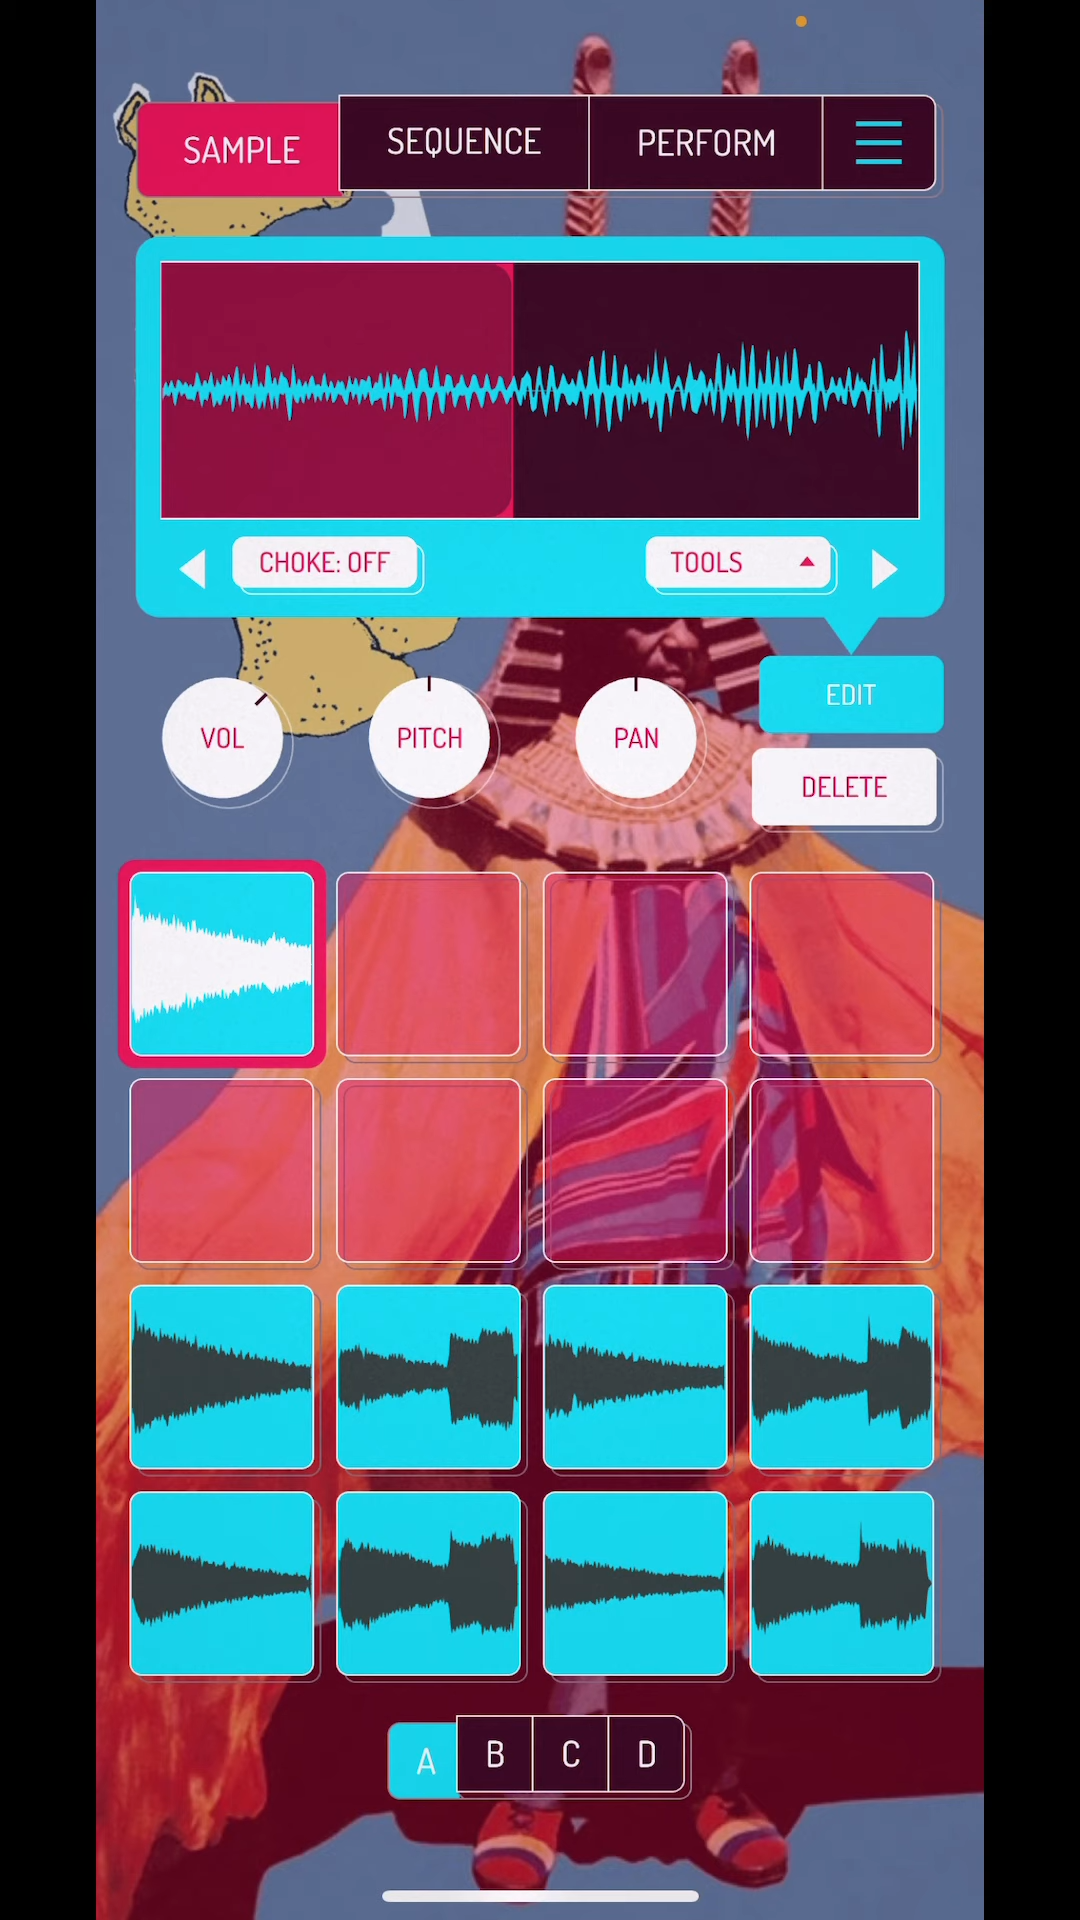 SAMPLE
SEQUENCE
PERFORM
CHOKE: OFF
TOOLS
VOL
PITCH
PAN
EDIT
DELETE
A
B
C
D